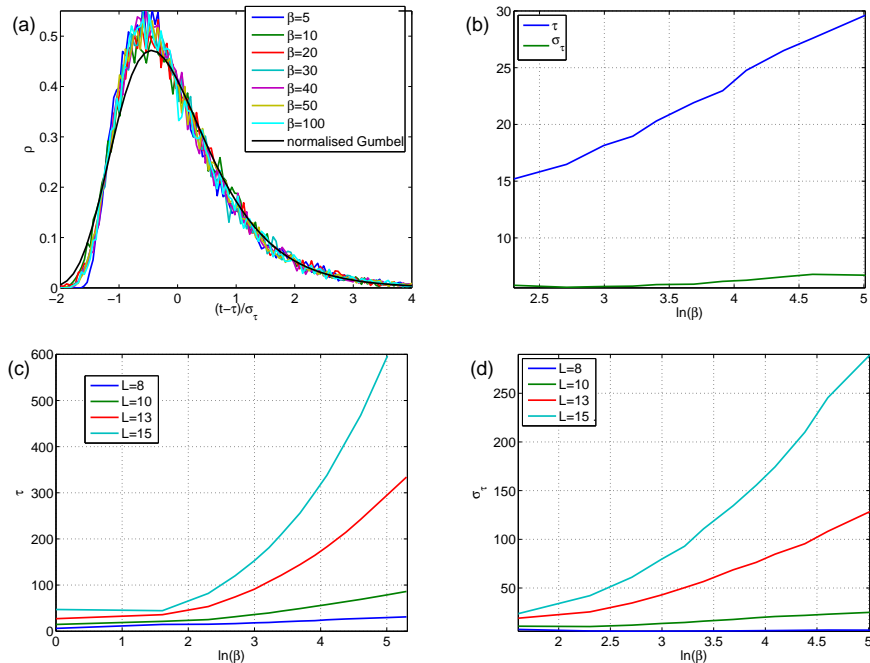 (a)
0.5
0.4
0.3
0.2
0.1
0
ρ
−2
−1
0
1
2
3
4
(t−τ)/σ_τ
β=5
β=10
β=20
β=30
β=40
β=50
β=100
normalised Gumbel
(b)
30
25
20
15
10
2.5
3
3.5
4
4.5
5
ln(β)
τ
σ_τ
(c)
600
500
400
300
200
100
0
τ
0
1
2
3
4
5
ln(β)
L=8
L=10
L=13
L=15
(d)
250
200
150
100
50
σ_τ
2
2.5
3
3.5
4
4.5
5
ln(β)
L=8
L=10
L=13
L=15